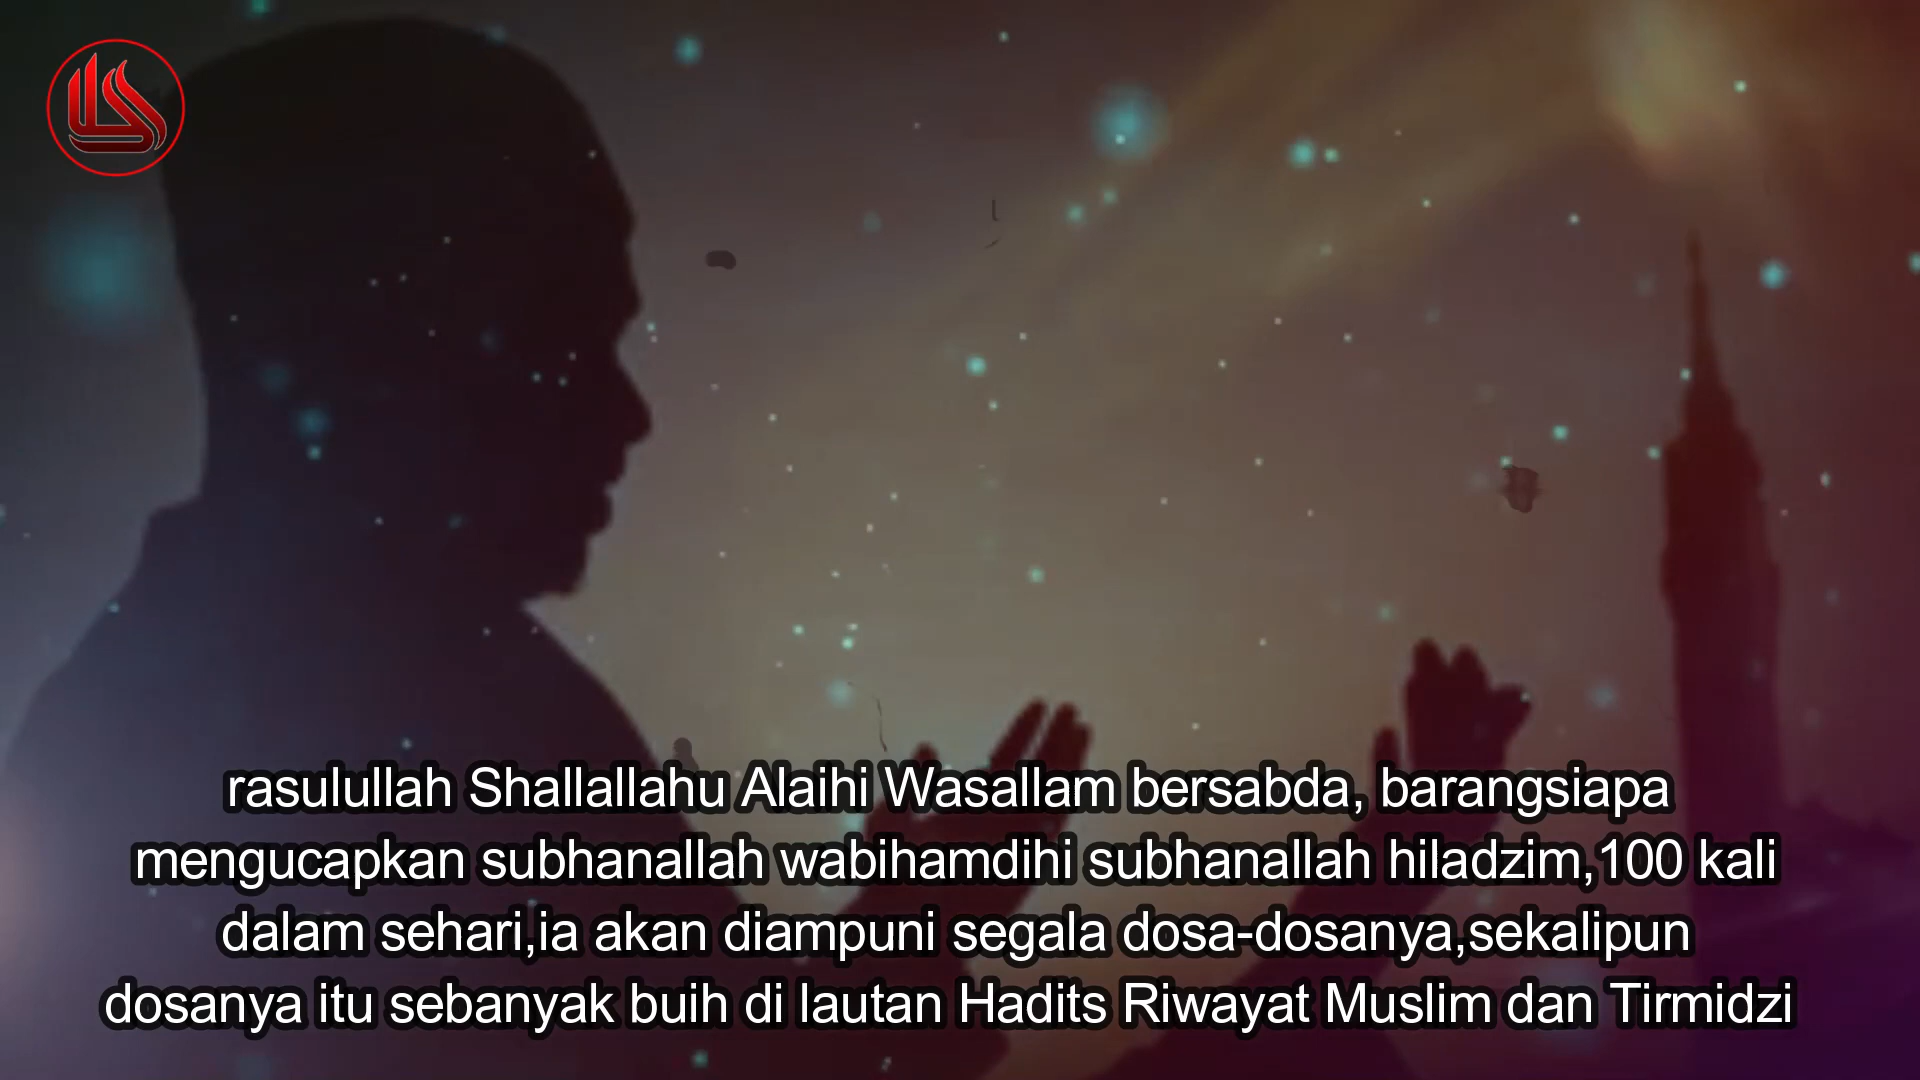 rasulullah Shallallahu Alaihi Wasallam bersabda, barangsiapa
mengucapkan subhanallah wabihamdihi subhanallah hiladzim,100 kali
dalam sehari,ia akan diampuni segala dosa-dosanya,sekalipun
dosanya itu sebanyak buih di lautan Hadits Riwayat Muslim dan Tirmidzi